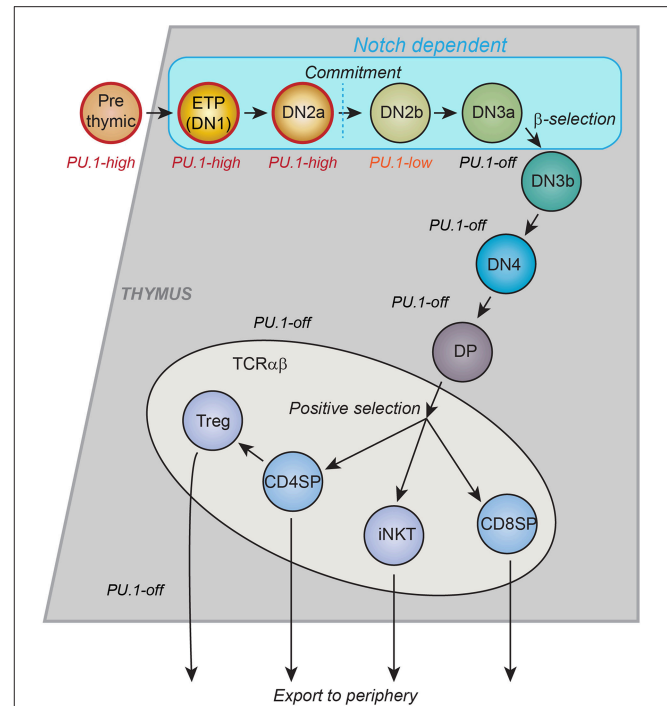 Notch dependent
Commitment
Pre
thymic
ETP
(DN1)
DN2a
DN2b
DN3a
β-selection
PU.1-high
PU.1-high
PU.1-high
PU.1-low
PU.1-off
DN3b
PU.1-off
DN4
THYMUS
PU.1-off
PU.1-off
DP
TCRαβ
Positive selection
Treg
CD4SP
iNKT
CD8SP
PU.1-off
Export to periphery